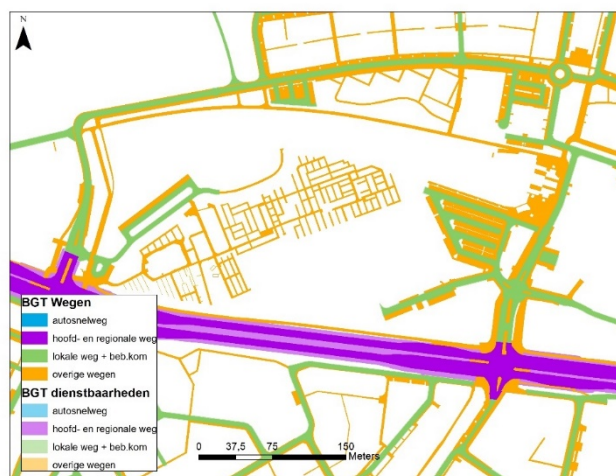 N
BGT Wegen
autosnelweg
hoofd- en regionale weg
lokale weg + beb.kom
overige wegen
BGT dienstbaarheden
autosnelweg
hoofd- en regionale weg
lokale weg + beb.kom
overige wegen
0 37,5 75 150
Meters